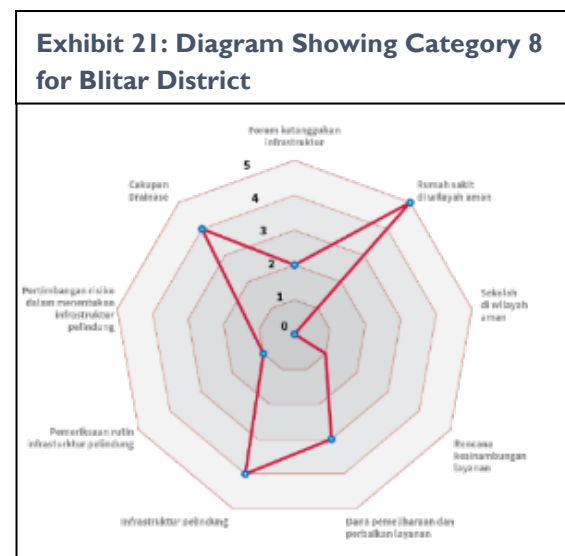 Exhibit 21: Diagram Showing Category 8
for Blitar District
Forum ketangguhan
infrastruktur
5
Cakupan
Drainase
Rumah sakit
di wilayah aman
4
3
2
1
0
Pertimbangan risiko
dalam menentukan
infrastruktur
pelindung
Sekolah
di wilayah
aman
Pemeriksaan rutin
infrasturktur pelindung
Rencana
kesinambungan
layanan
Infrastruktur pelindung
Dana pemeliharaan dan
perbaikan layanan